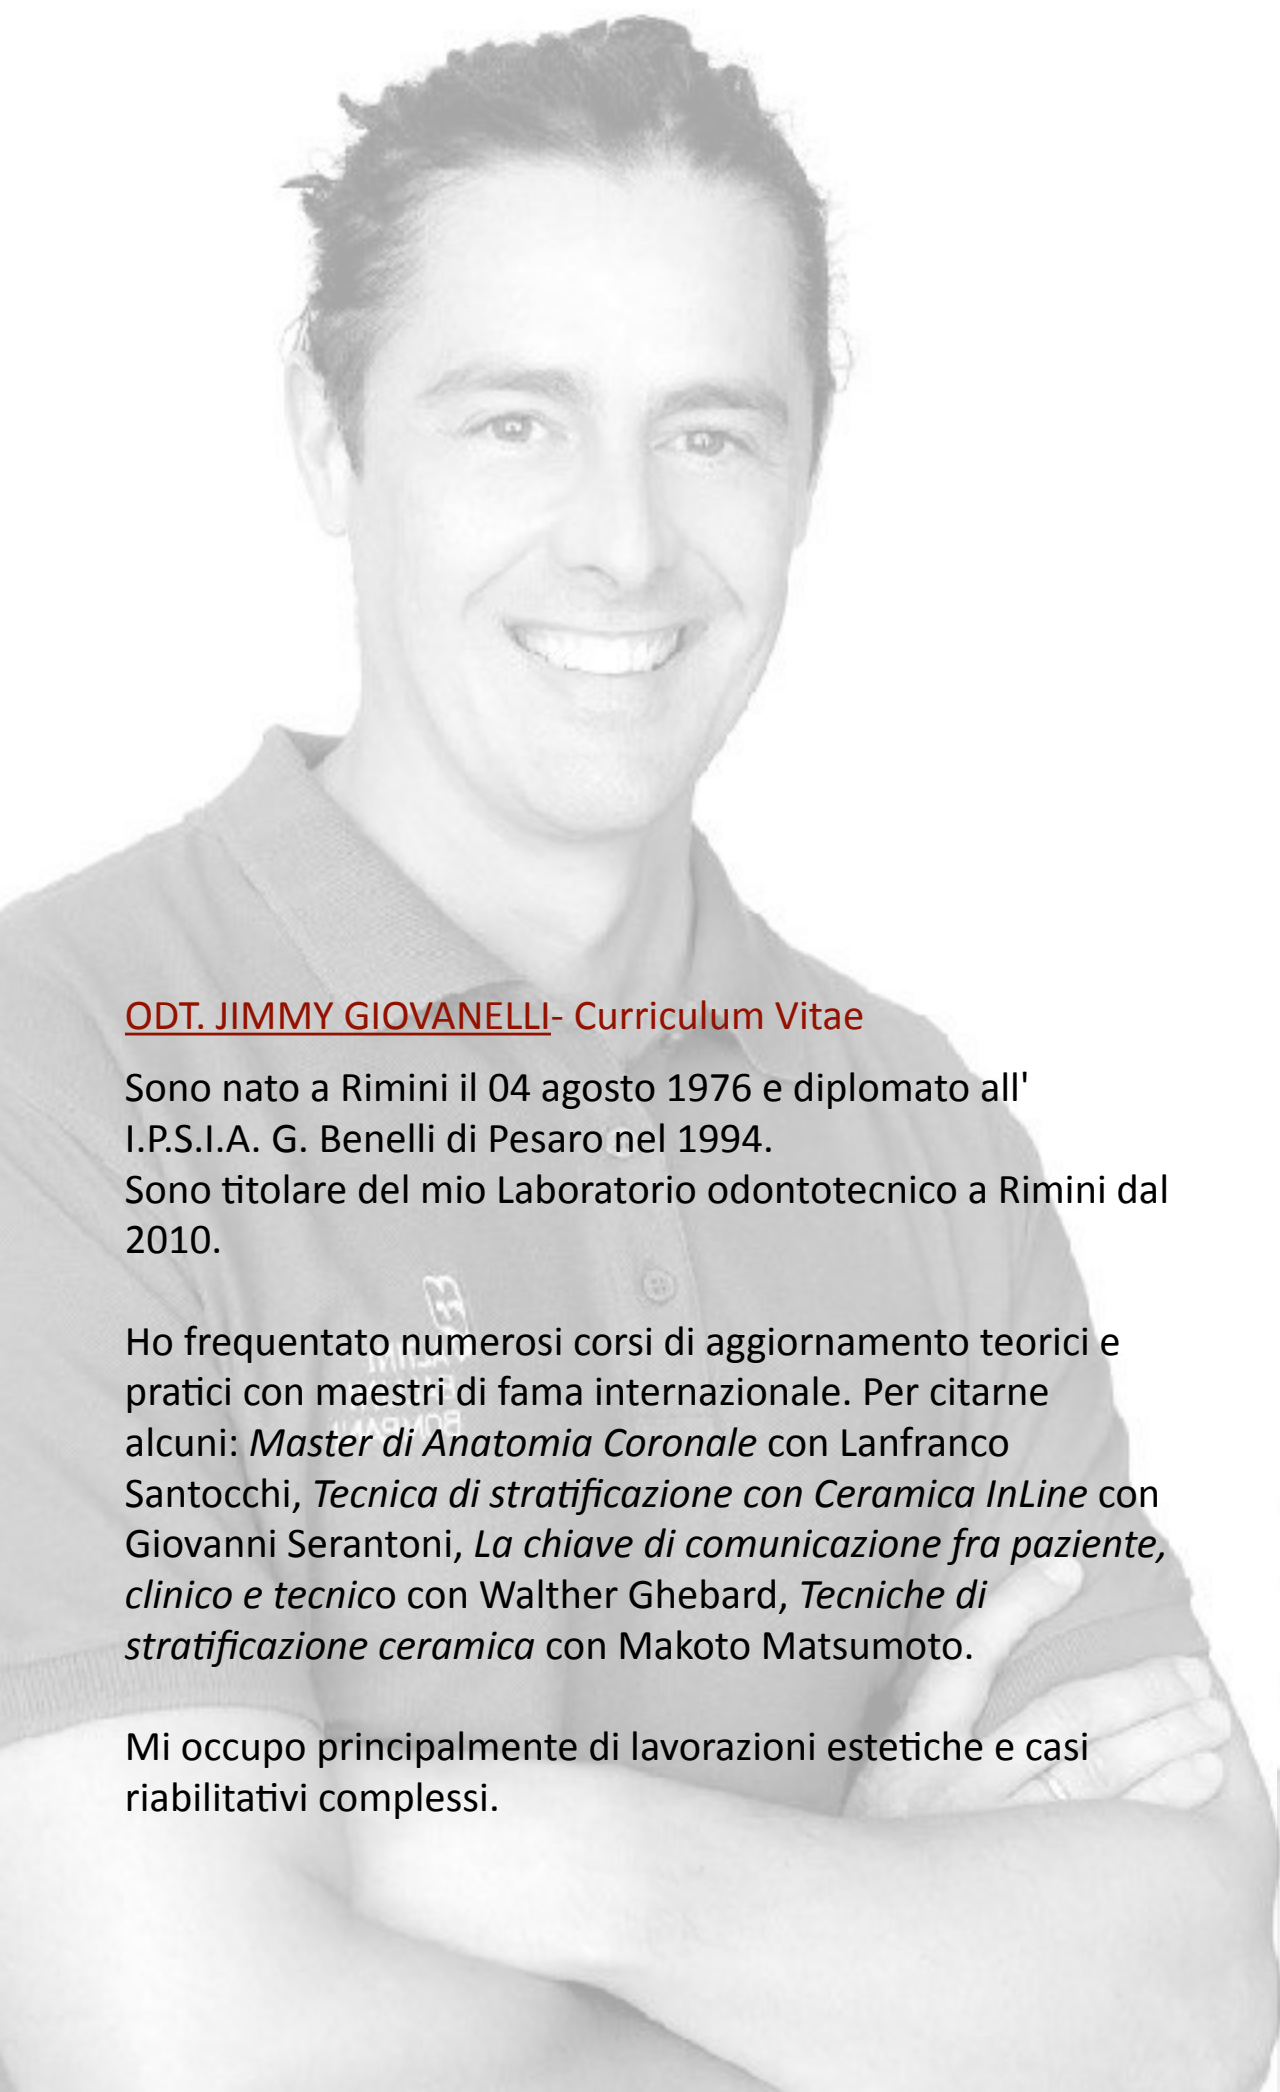 ODT. JIMMY GIOVANELLI- Curriculum Vitae
Sono nato a Rimini il 04 agosto 1976 e diplomato all'
I.P.S.I.A. G. Benelli di Pesaro nel 1994.
Sono titolare del mio Laboratorio odontotecnico a Rimini dal
2010.
Ho frequentato numerosi corsi di aggiornamento teorici e
pratici con maestri di fama internazionale. Per citarne
alcuni: Master di Anatomia Coronale con Lanfranco
Santocchi, Tecnica di stratificazione con Ceramica InLine con
Giovanni Serantoni, La chiave di comunicazione fra paziente,
clinico e tecnico con Walther Ghebard, Tecniche di
stratificazione ceramica con Makoto Matsumoto.
Mi occupo principalmente di lavorazioni estetiche e casi
riabilitativi complessi.